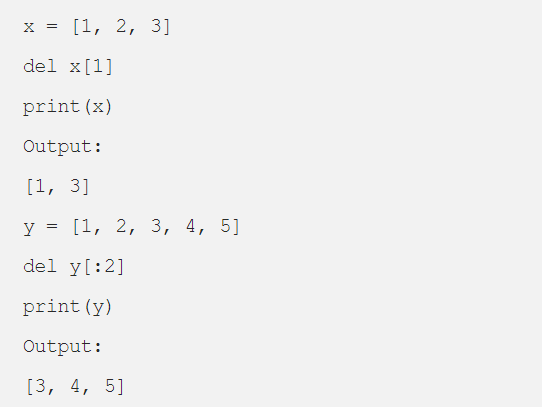 x = [1, 2, 3]
del x[1]
print(x)
Output:
[1, 3]
y = [1, 2, 3, 4, 5]
del y[:2]
print(y)
Output:
[3, 4, 5]